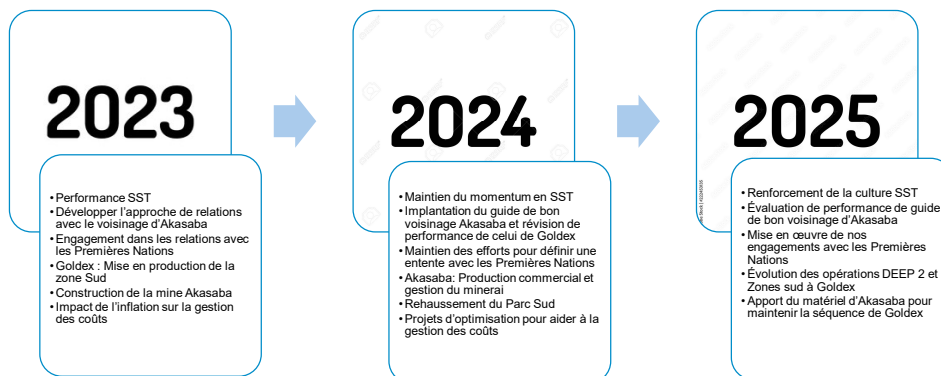 2023
• Performance SST
• Développer l'approche de relations
avec le voisinage d'Akasaba
• Engagement dans les relations avec
les Premières Nations
• Goldex : Mise en production de la
zone Sud
• Construction de la mine Akasaba
• Impact de l'inflation sur la gestion
des coûts
2024
• Maintien du momentum en SST
• Implantation du guide de bon
voisinage Akasaba et révision de
performance de celui de Goldex
• Maintien des efforts pour définir une
entente avec les Premières Nations
• Akasaba: Production commercial et
gestion du minerai
• Rehaussement du Parc Sud
• Projets d'optimisation pour aider à la
gestion des coûts
2025
• Renforcement de la culture SST
• Évaluation de performance de guide
de bon voisinage d'Akasaba
• Mise en œuvre de nos
engagements avec les Premières
Nations
• Évolution des opérations DEEP 2 et
Zones sud à Goldex
• Apport du matériel d'Akasaba pour
maintenir la séquence de Goldex